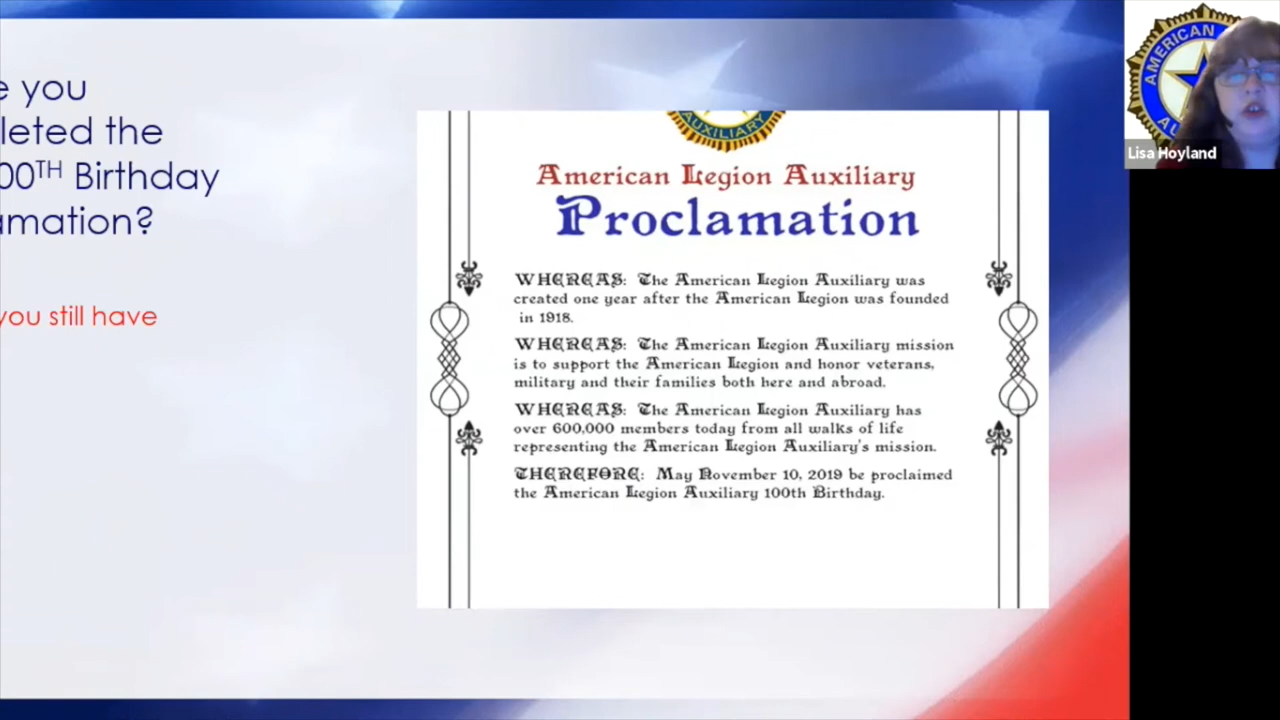 e you
leted the
00TH Birthday
amation?
you still have
AUXILIARY
American Legion Auxiliary
Proclamation
WHEREAS: The American Legion Auxiliary was
created one year after the American Legion was founded
in 1918.
WHEREAS: The American Legion Auxiliary mission
is to support the American Legion and honor veterans,
military and their families both here and abroad.
WHEREAS: The American Legion Auxiliary has
over 600,000 members today from all walks of life
representing the American Legion Auxiliary's mission.
THEREFORE: May November 10, 2019 be proclaimed
the American Legion Auxiliary 100th Birthday.
AMERICAN
AU
Lisa Hoyland